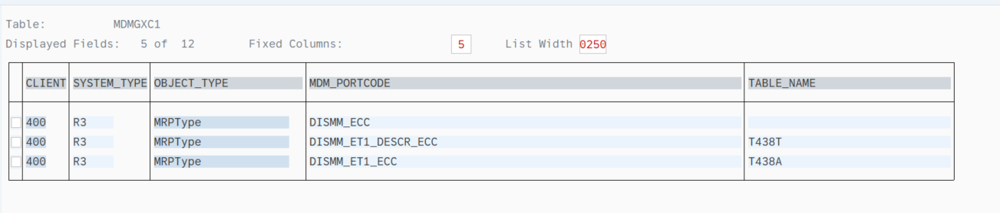 Table: MDMGXC1
Displayed Fields: 5 of 12 Fixed Columns: 5 List Width 0250
CLIENT SYSTEM_TYPE OBJECT_TYPE MDM_PORTCODE TABLE_NAME
400 R3 MRPType DISMM_ECC
400 R3 MRPType DISMM_ET1_DESCR_ECC T438T
400 R3 MRPType DISMM_ET1_ECC T438A